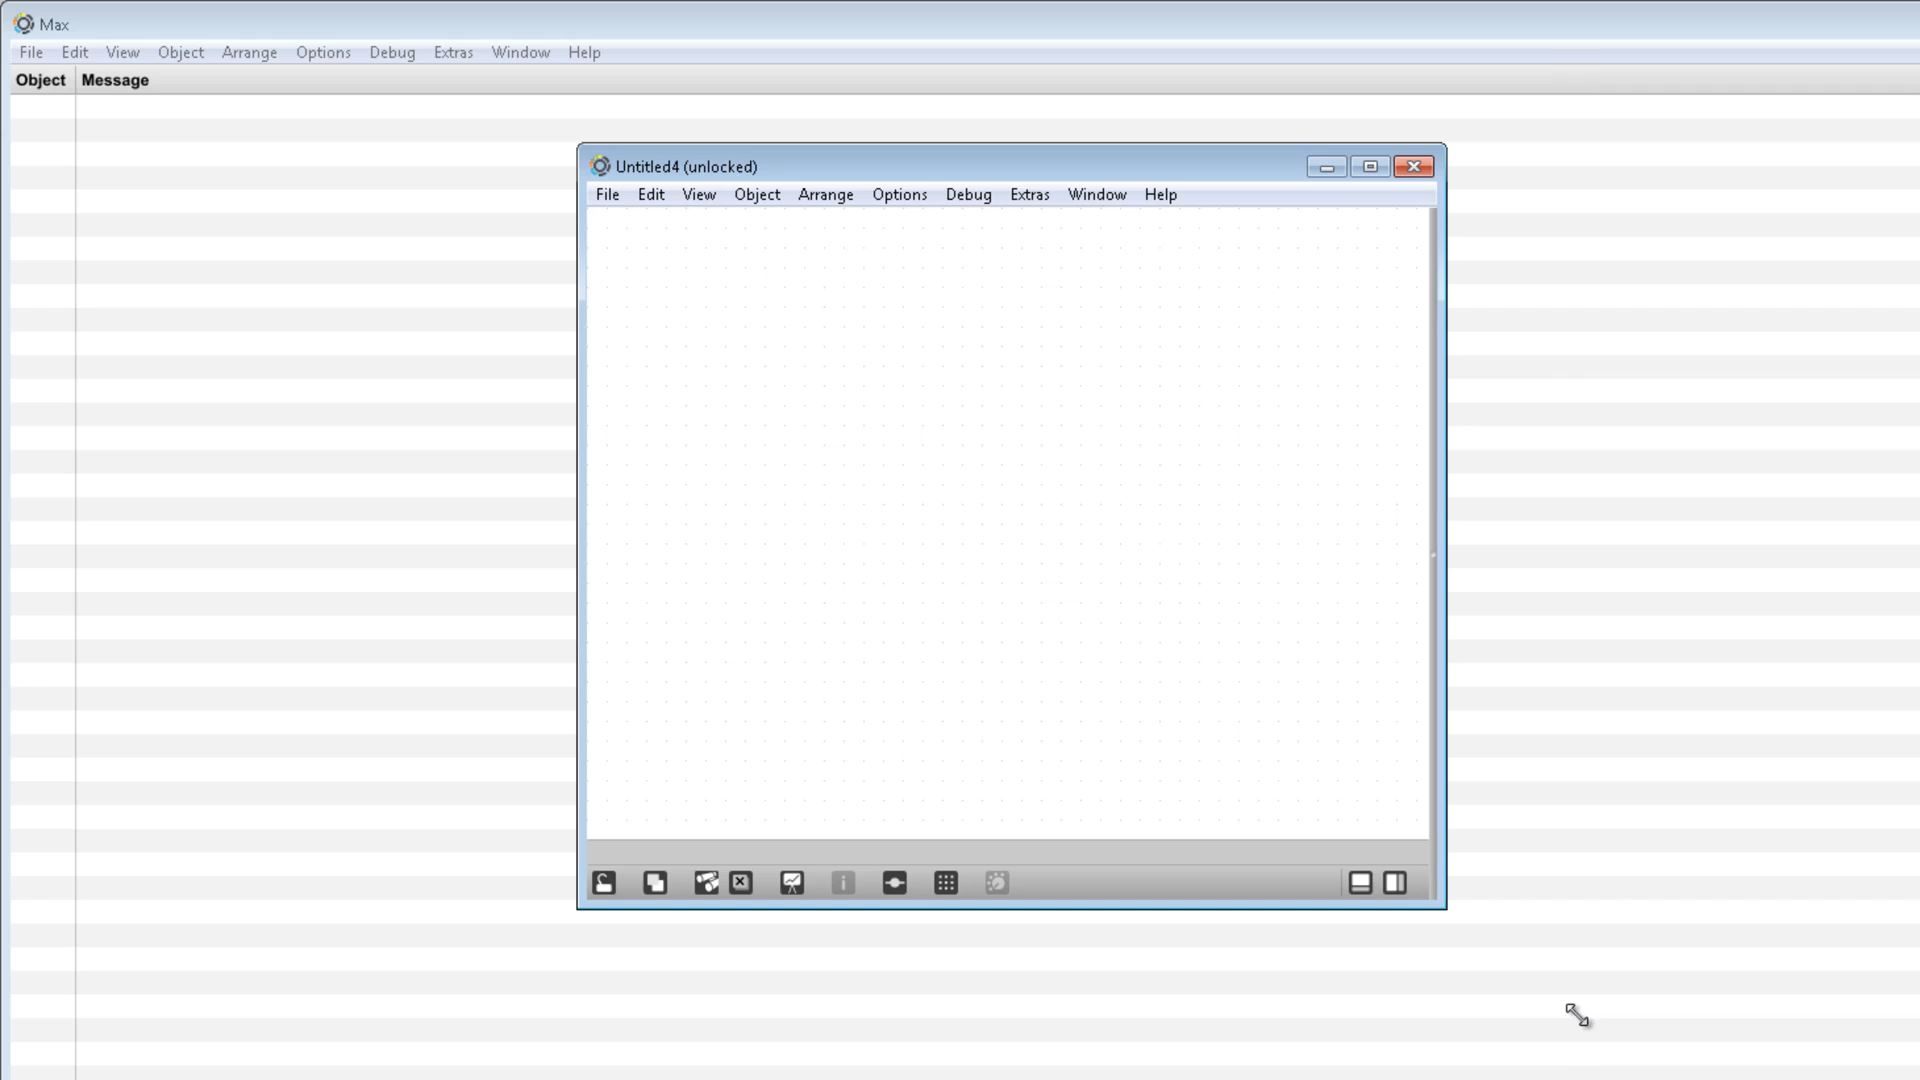 Max
File Edit View Object Arrange Options Debug Extras Window Help
Object Message
Untitled4 (unlocked)
File Edit View Object Arrange Options Debug Extras Window Help